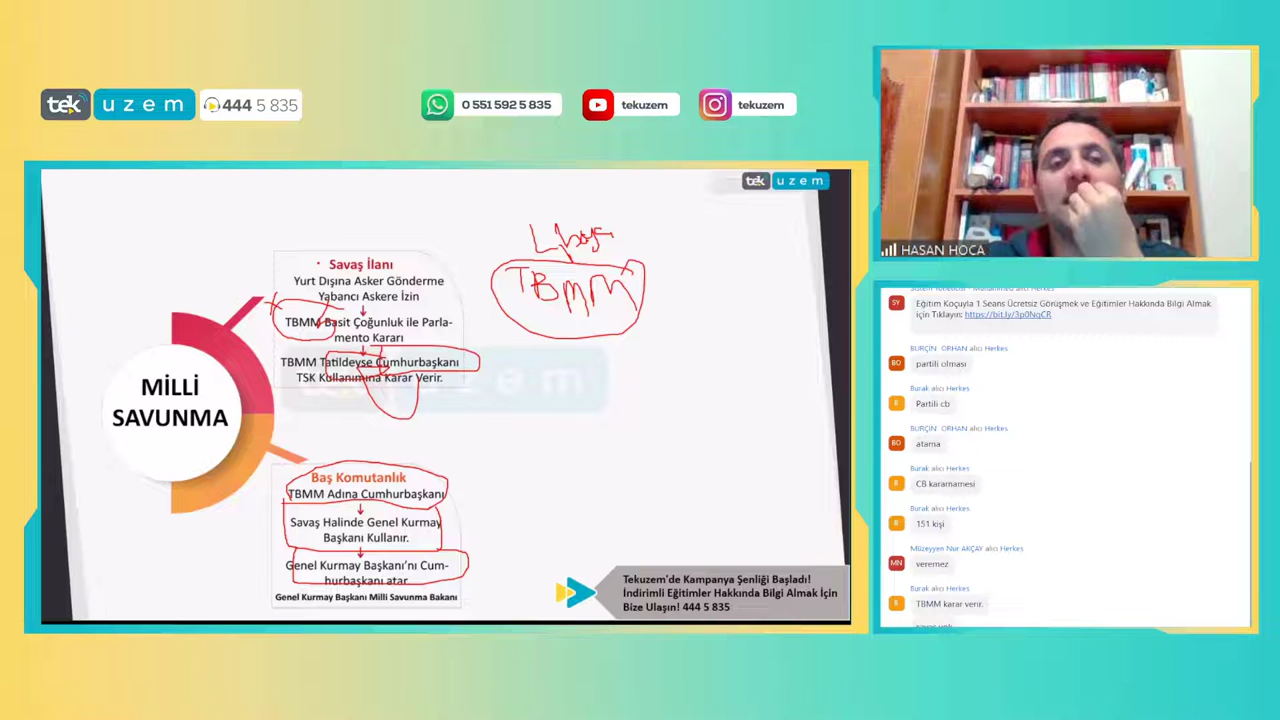 tek uzem 444 5 835
0 551 592 5 835
tekuzem
tekuzem
tek uzem
HASAN HOCA
Savaş İlanı
Yurt Dışına Asker Gönderme
Yabancı Askere İzin
TBMM Basit Çoğunluk ile Parla-
mento Kararı
TBMM Tatildeyse Cumhurbaşkanı
TSK Kullanımına Karar Verir.
MİLLİ
SAVUNMA
Baş Komutanlık
TBMM Adına Cumhurbaşkanı
Savaş Halinde Genel Kurmay
Başkanı Kullanır.
Genel Kurmay Başkanı'nı Cum-
hurbaşkanı atar
Genel Kurmay Başkanı Milli Savunma Bakanı
Libya
TBMM
Tekuzem'de Kampanya Şenliği Başladı!
İndirimli Eğitimler Hakkında Bilgi Almak İçin
Bize Ulaşın! 444 5 835
SY
Eğitim Koçuyla 1 Seans Ücretsiz Görüşmek ve Eğitimler Hakkında Bilgi Almak
için Tıklayın: https://bit.ly/3p0NqCR
BURÇİN ORHAN alıcı Herkes
BO partili olması
Burak alıcı Herkes
B Partili cb
BURÇİN ORHAN alıcı Herkes
BO atama
Burak alıcı Herkes
B CB kararnamesi
Burak alıcı Herkes
B 151 kişi
Müzeyyen Nur AKÇAY alıcı Herkes
MN veremez
Burak alıcı Herkes
B TBMM karar verir.